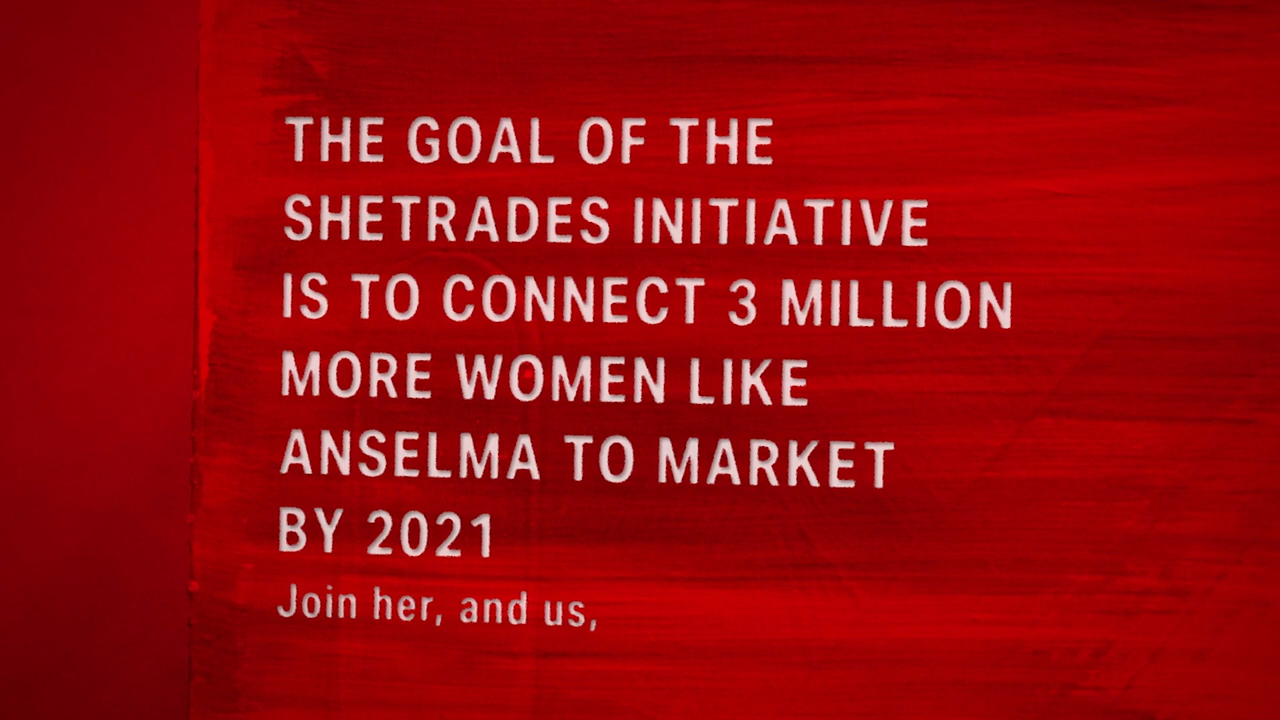 THE GOAL OF THE
SHETRADES INITIATIVE
IS TO CONNECT 3 MILLION
MORE WOMEN LIKE
ANSELMA TO MARKET
BY 2021
Join her, and us,